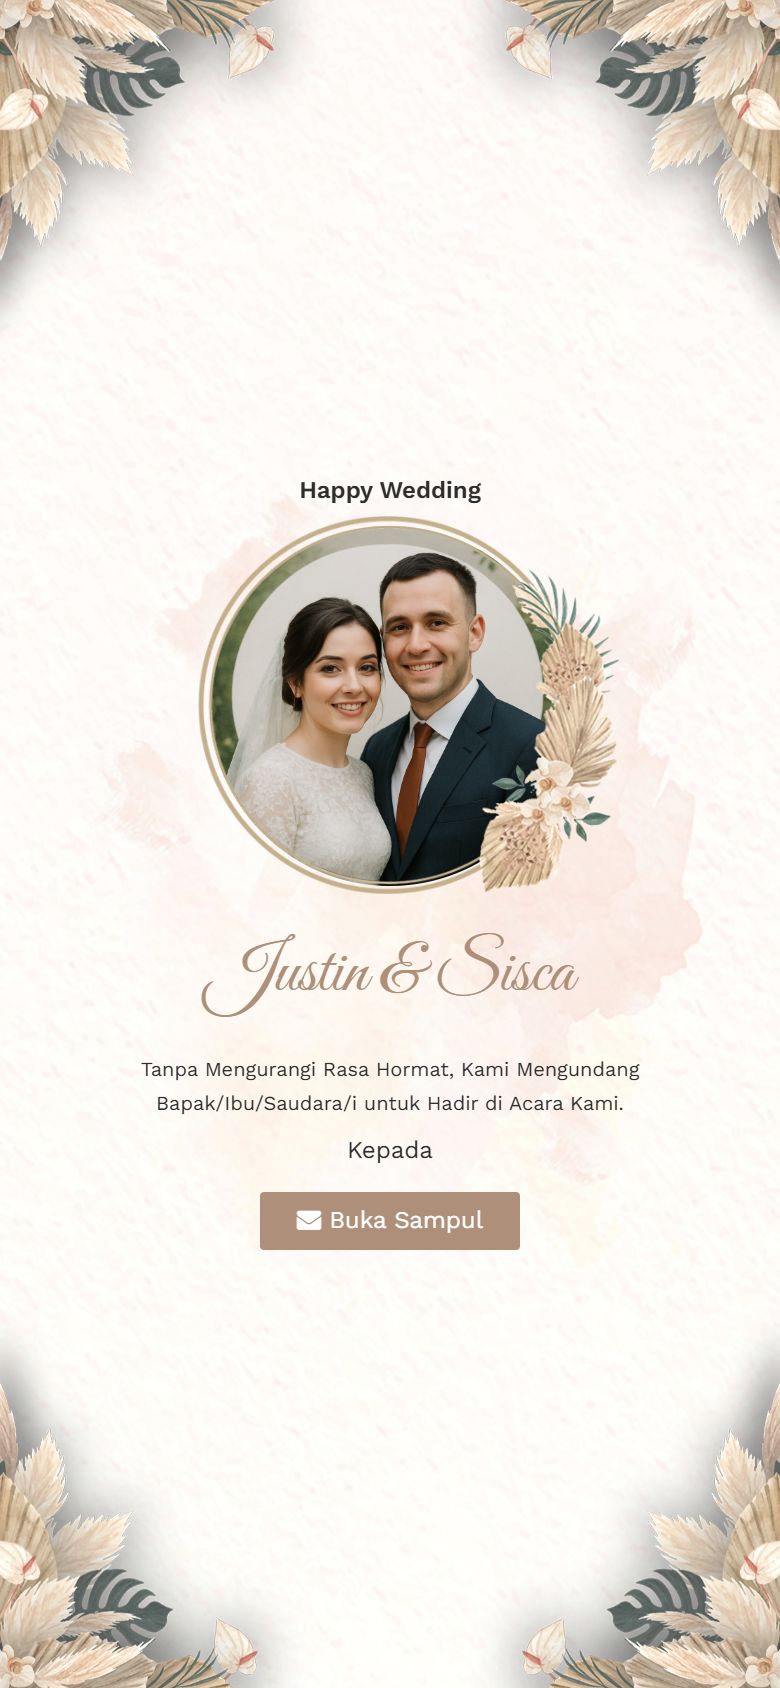 Happy Wedding
Justin & Sisca
Tanpa Mengurangi Rasa Hormat, Kami Mengundang
Bapak/Ibu/Saudara/i untuk Hadir di Acara Kami.
Kepada
Buka Sampul